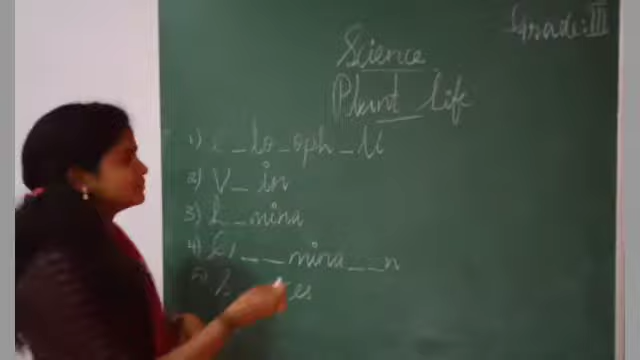 Grade: III
Science
Plant life
1) C_lo_oph_ll
2) V_in
3) L_mina
4) G_ _ _mina_ _n